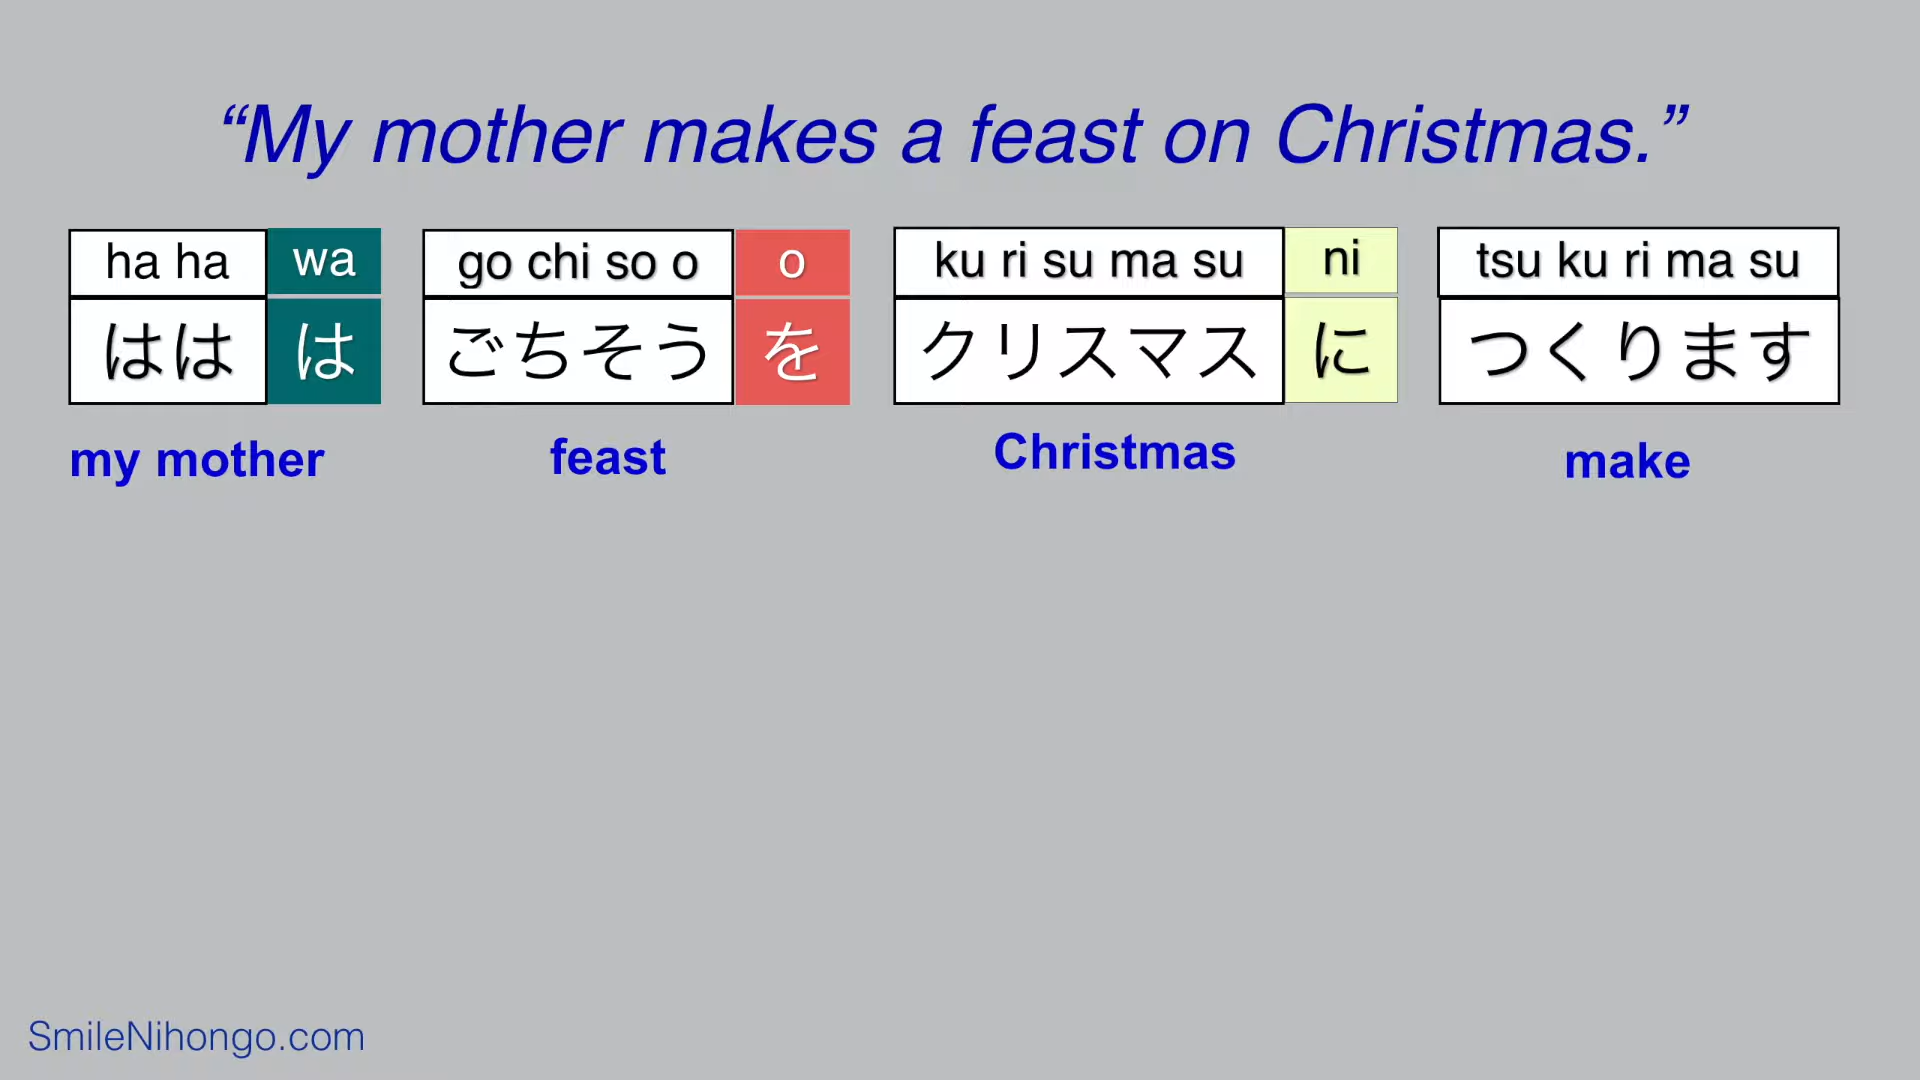 “My mother makes a feast on Christmas.”
ha ha wa go chi so o o ku ri su ma su ni tsu ku ri ma su
はは は ごちそう を クリスマス に つくります
my mother feast Christmas make
SmileNihongo.com